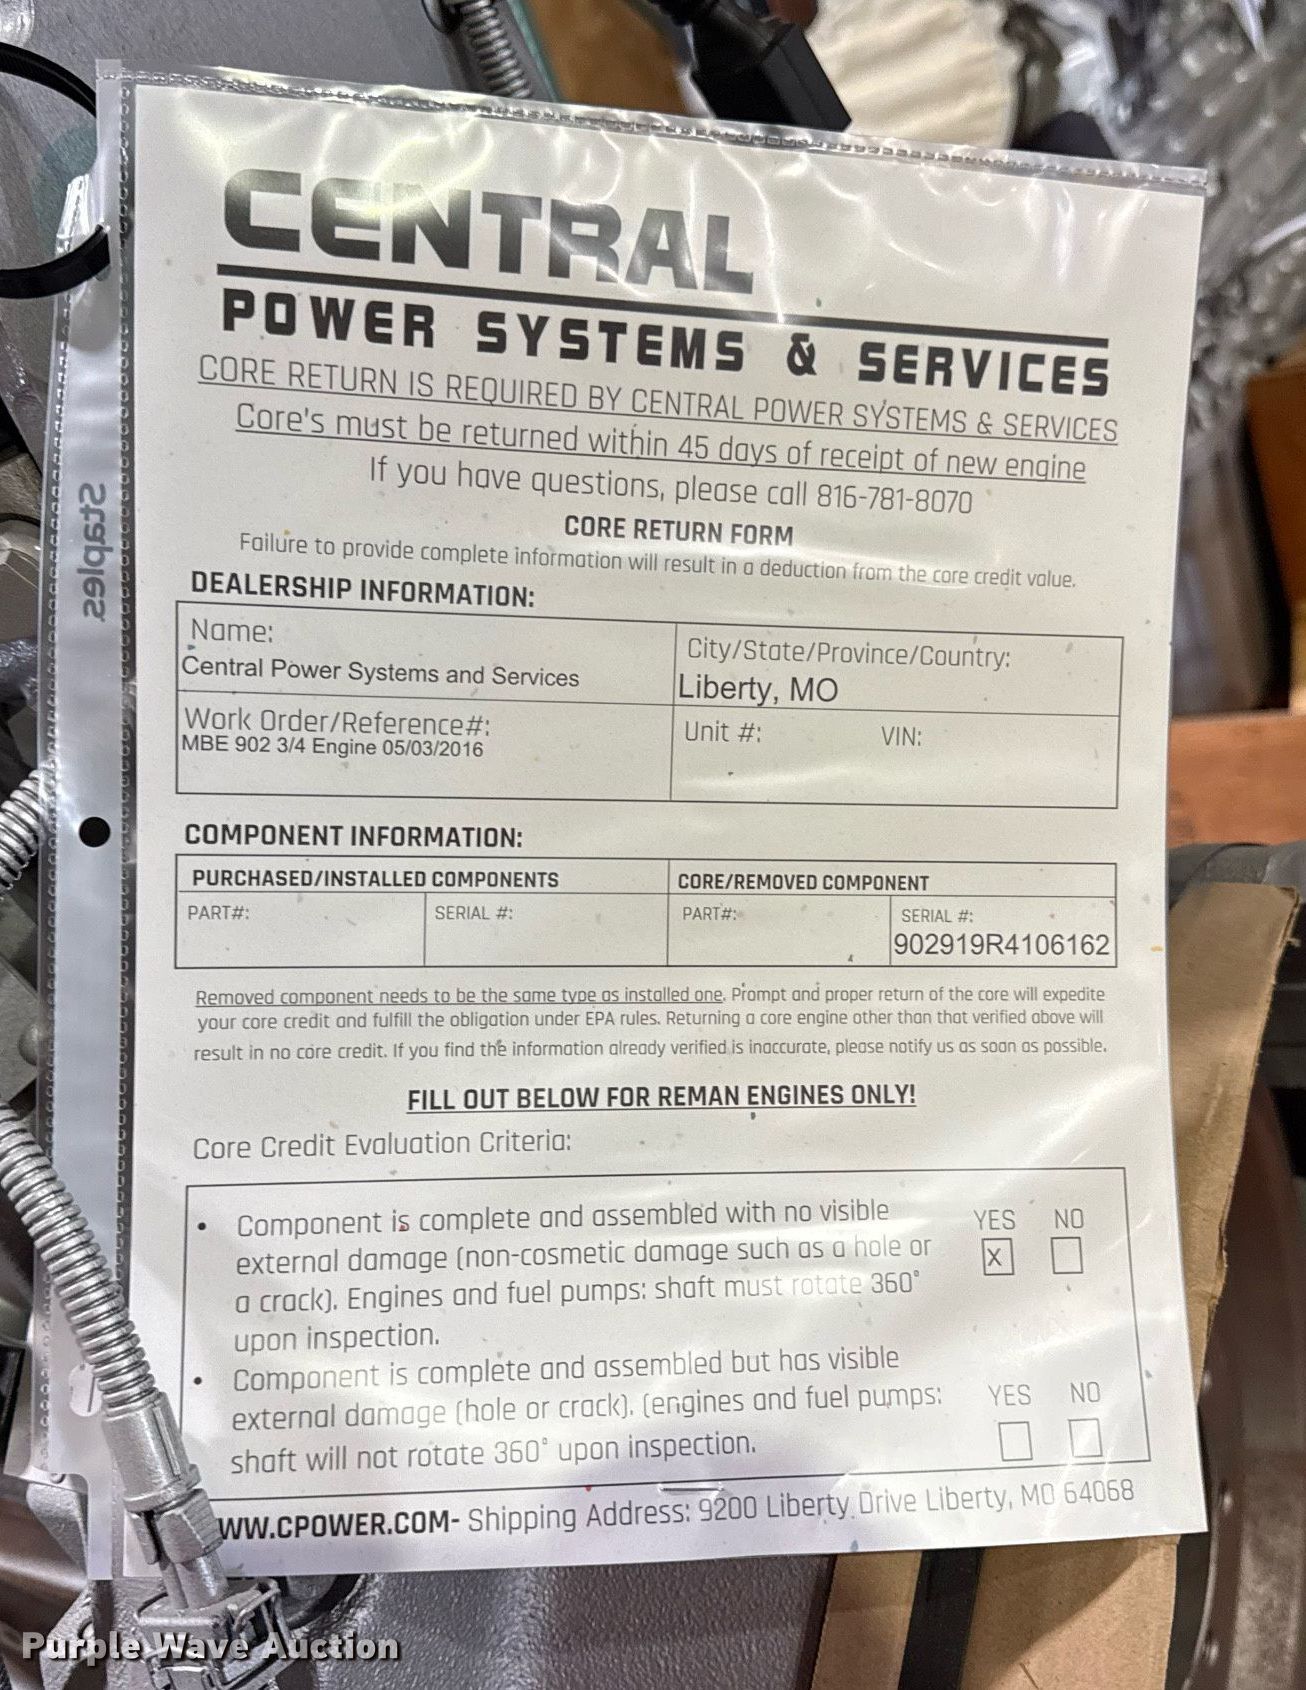 CENTRAL
POWER SYSTEMS & SERVICES
CORE RETURN IS REQUIRED BY CENTRAL POWER SYSTEMS & SERVICES
Core's must be returned within 45 days of receipt of new engine
If you have questions, please call 816-781-8070
CORE RETURN FORM
Failure to provide complete information will result in a deduction from the core credit value.
Staples
DEALERSHIP INFORMATION:
Name:
Central Power Systems and Services
City/State/Province/Country:
Liberty, MO
Work Order/Reference#:
MBE 902 3/4 Engine 05/03/2016
Unit #: VIN:
COMPONENT INFORMATION:
PURCHASED/INSTALLED COMPONENTS CORE/REMOVED COMPONENT
PART#: SERIAL #: PART#: SERIAL #:
902919R4106162
Removed component needs to be the same type as installed one. Prompt and proper return of the core will expedite
your core credit and fulfill the obligation under EPA rules. Returning a core engine other than that verified above will
result in no core credit. If you find the information already verified is inaccurate, please notify us as soon as possible.
FILL OUT BELOW FOR REMAN ENGINES ONLY!
Core Credit Evaluation Criteria:
• Component is complete and assembled with no visible
external damage (non-cosmetic damage such as a hole or
a crack). Engines and fuel pumps: shaft must rotate 360°
upon inspection.
YES NO
X
• Component is complete and assembled but has visible
external damage (hole or crack). (engines and fuel pumps:
shaft will not rotate 360° upon inspection.
YES NO
WW.CPOWER.COM- Shipping Address: 9200 Liberty Drive Liberty, MO 64068
Purple Wave Auction